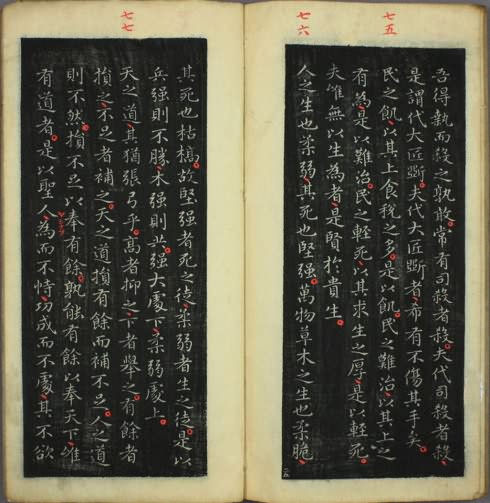 七五
七六
吾得執而殺之孰敢常有司殺者殺夫代司殺者殺
是謂代大匠斲夫代大匠斲者希有不傷其手矣
民之飢以其上食稅之多是以飢民之難治以其上之
有為是以難治民之輕死以其求生之厚是以輕死
夫惟無以生為者是賢於貴生
人之生也柔弱其死也堅强萬物草木之生也柔脆
七七
其死也枯槁故堅强者死之徒柔弱者生之徒是以
兵强則不勝木强則共强大處下柔弱處上
天之道其猶張弓乎高者抑之下者舉之有餘者
損之不足者補之天之道損有餘而補不足人之道
則不然損不足以奉有餘孰能有餘以奉天下惟
有道者是以聖人為而不恃功成而不處其不欲